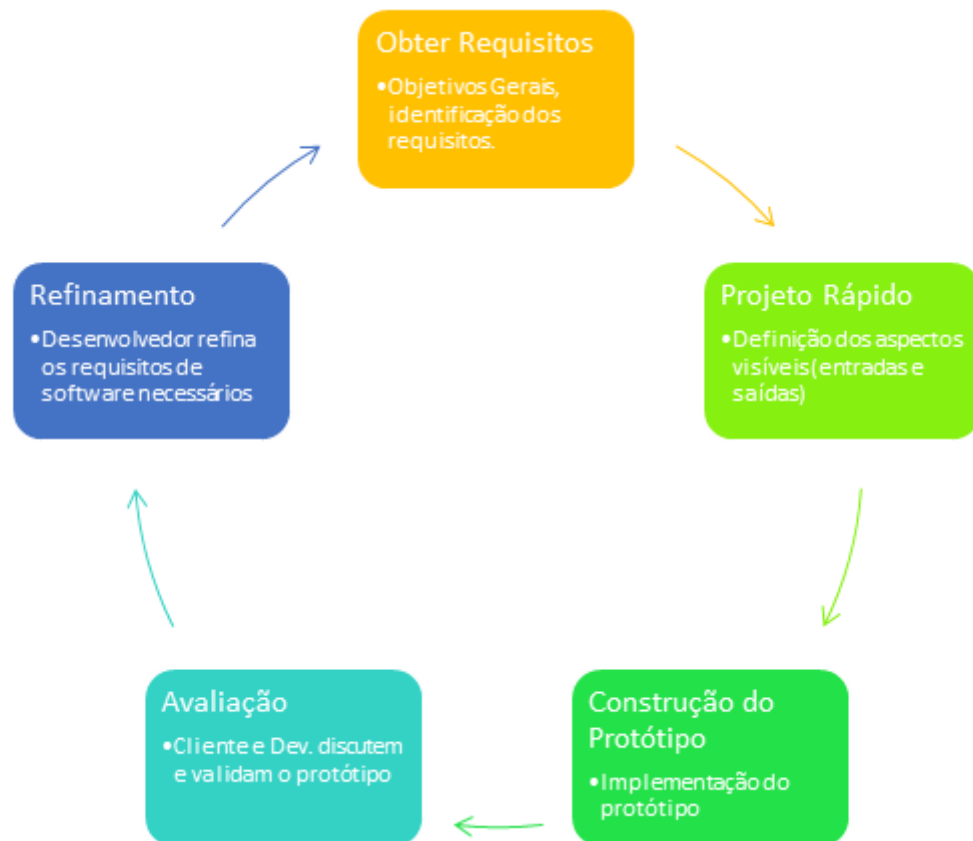 Obter Requisitos
•Objetivos Gerais,
identificação dos
requisitos.
Projeto Rápido
•Definição dos aspectos
visíveis(entradas e
saídas)
Construção do
Protótipo
•Implementação do
protótipo
Avaliação
•Cliente e Dev. discutem
e validam o protótipo
Refinamento
•Desenvolvedor refina
os requisitos de
software necessários